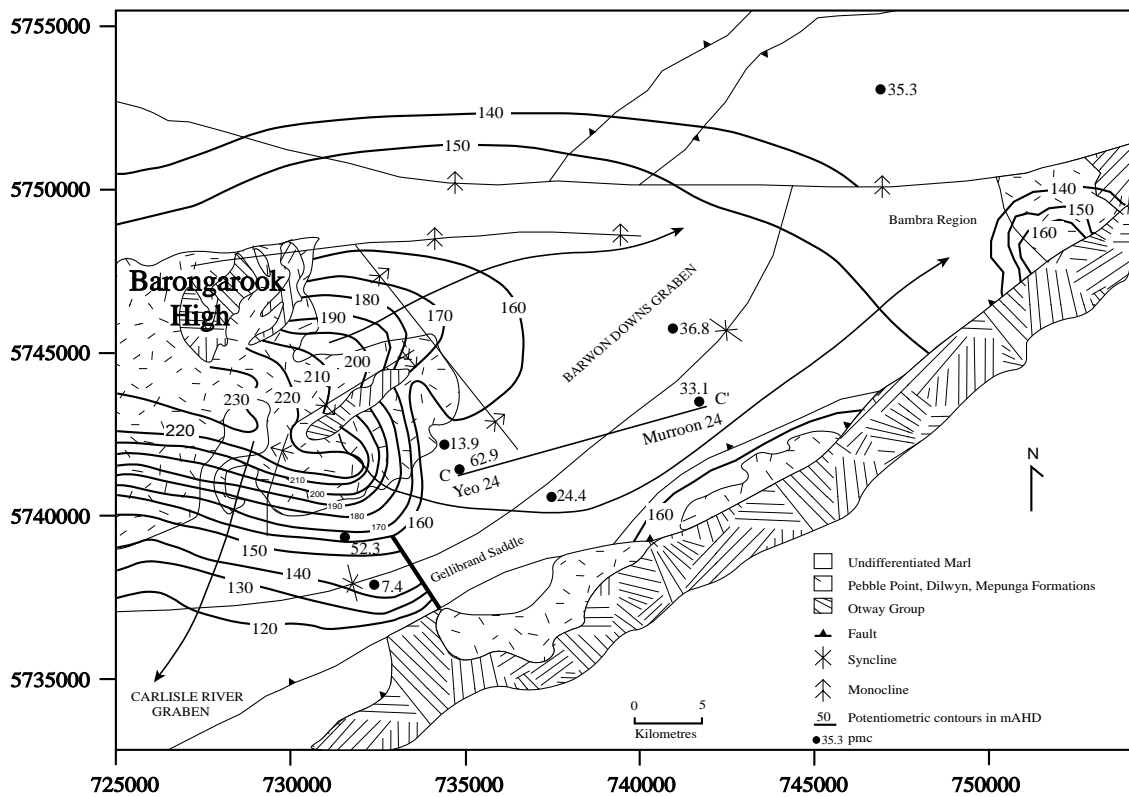 5755000
140
35.3
150
5750000
140
Bambra Region
150
160
Barongarook
High
180
160
170
190
BARWON DOWNS GRABEN
36.8
5745000
200
210
220
230
33.1
C'
220
Murroon 24
13.9
62.9
C
Yeo 24
210
200
24.4
190
180
170
160
160
5740000
150
52.3
Gellibrand Saddle
140
7.4
130
120
5735000
CARLISLE RIVER
GRABEN
N
0 5
Kilometres
Undifferentiated Marl
Pebble Point, Dilwyn, Mepunga Formations
Otway Group
Fault
Syncline
Monocline
50 Potentiometric contours in mAHD
35.3 pmc
725000 730000 735000 740000 745000 750000